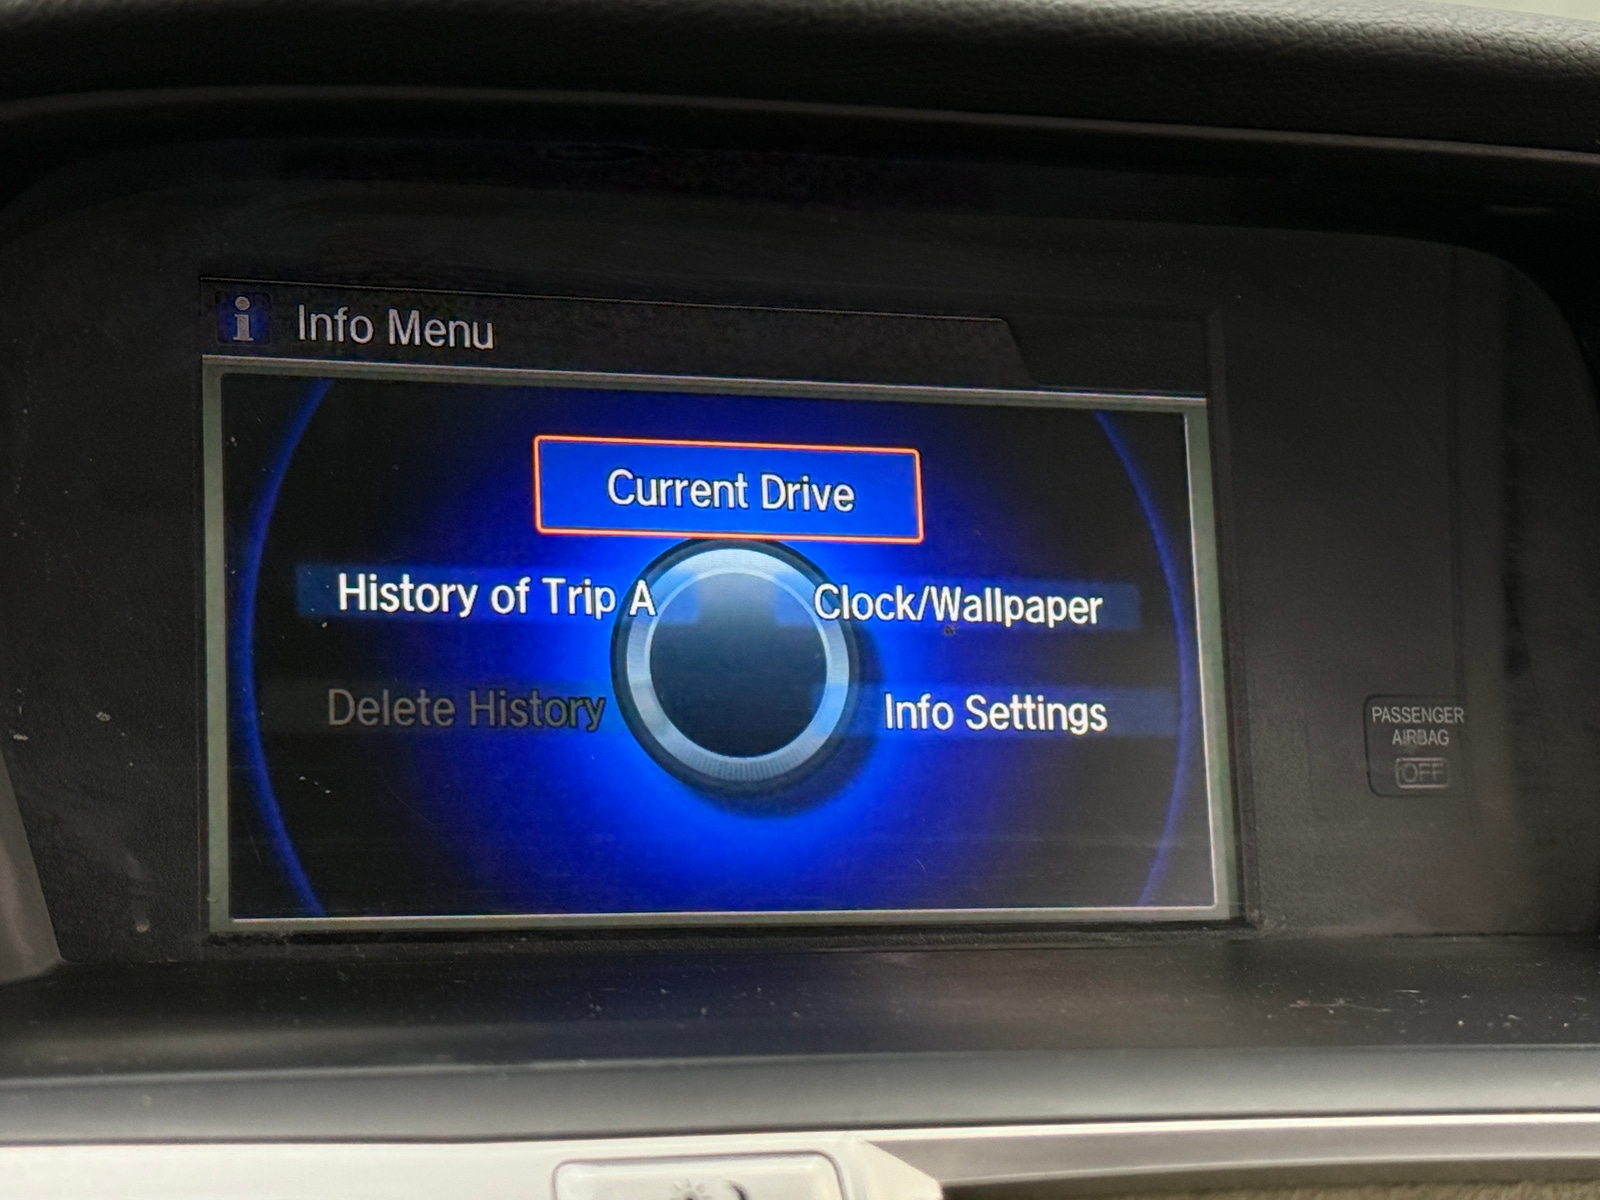 i Info Menu
Current Drive
History of Trip A
Clock/Wallpaper
Delete History
Info Settings
PASSENGER
AIRBAG
OFF